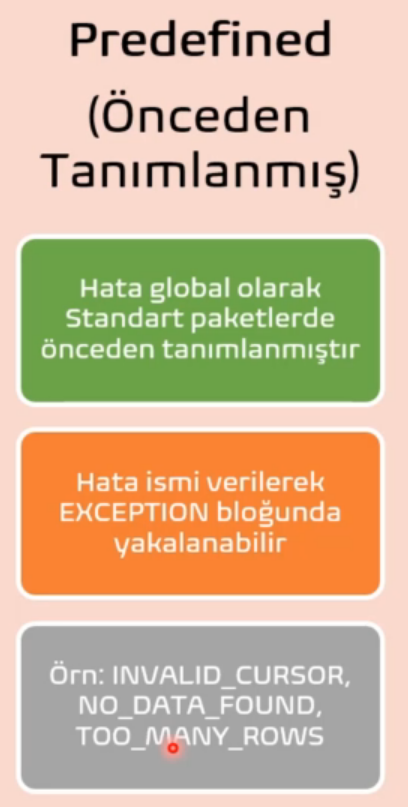 Predefined
(Önceden
Tanımlanmış)
Hata global olarak
Standart paketlerde
önceden tanımlanmıştır
Hata ismi verilerek
EXCEPTION bloğunda
yakalanabilir
Örn: INVALID_CURSOR,
NO_DATA_FOUND,
TOO_MANY_ROWS